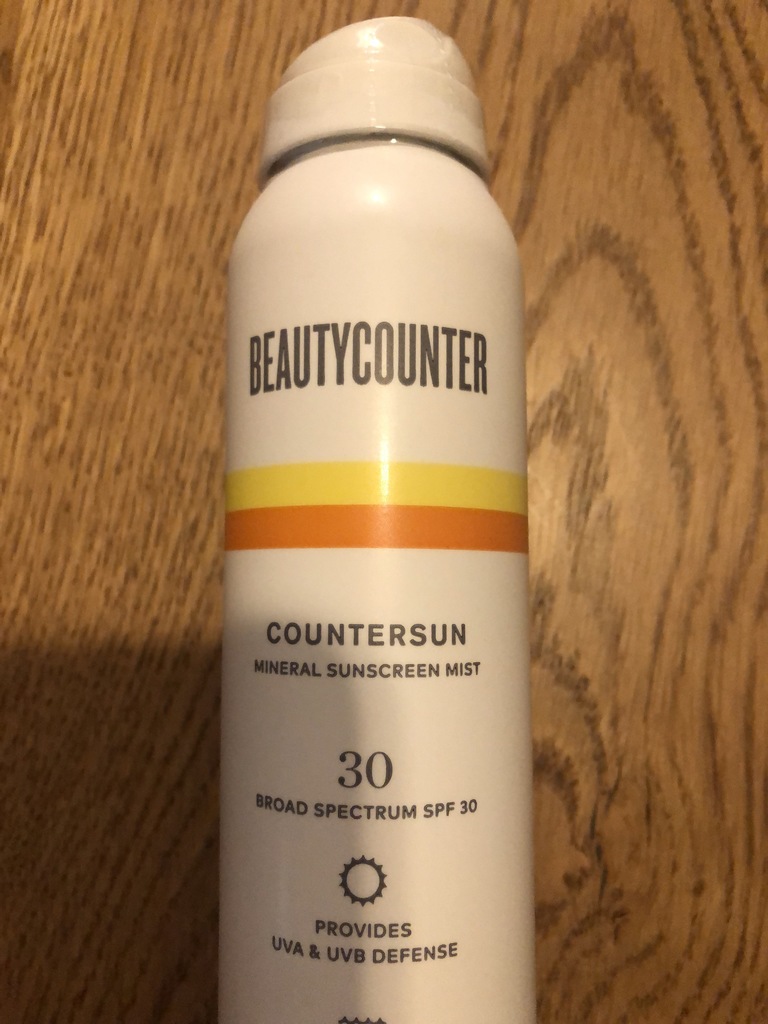 BEAUTYCOUNTER
COUNTERSUN
MINERAL SUNSCREEN MIST
30
BROAD SPECTRUM SPF 30
PROVIDES
UVA & UVB DEFENSE